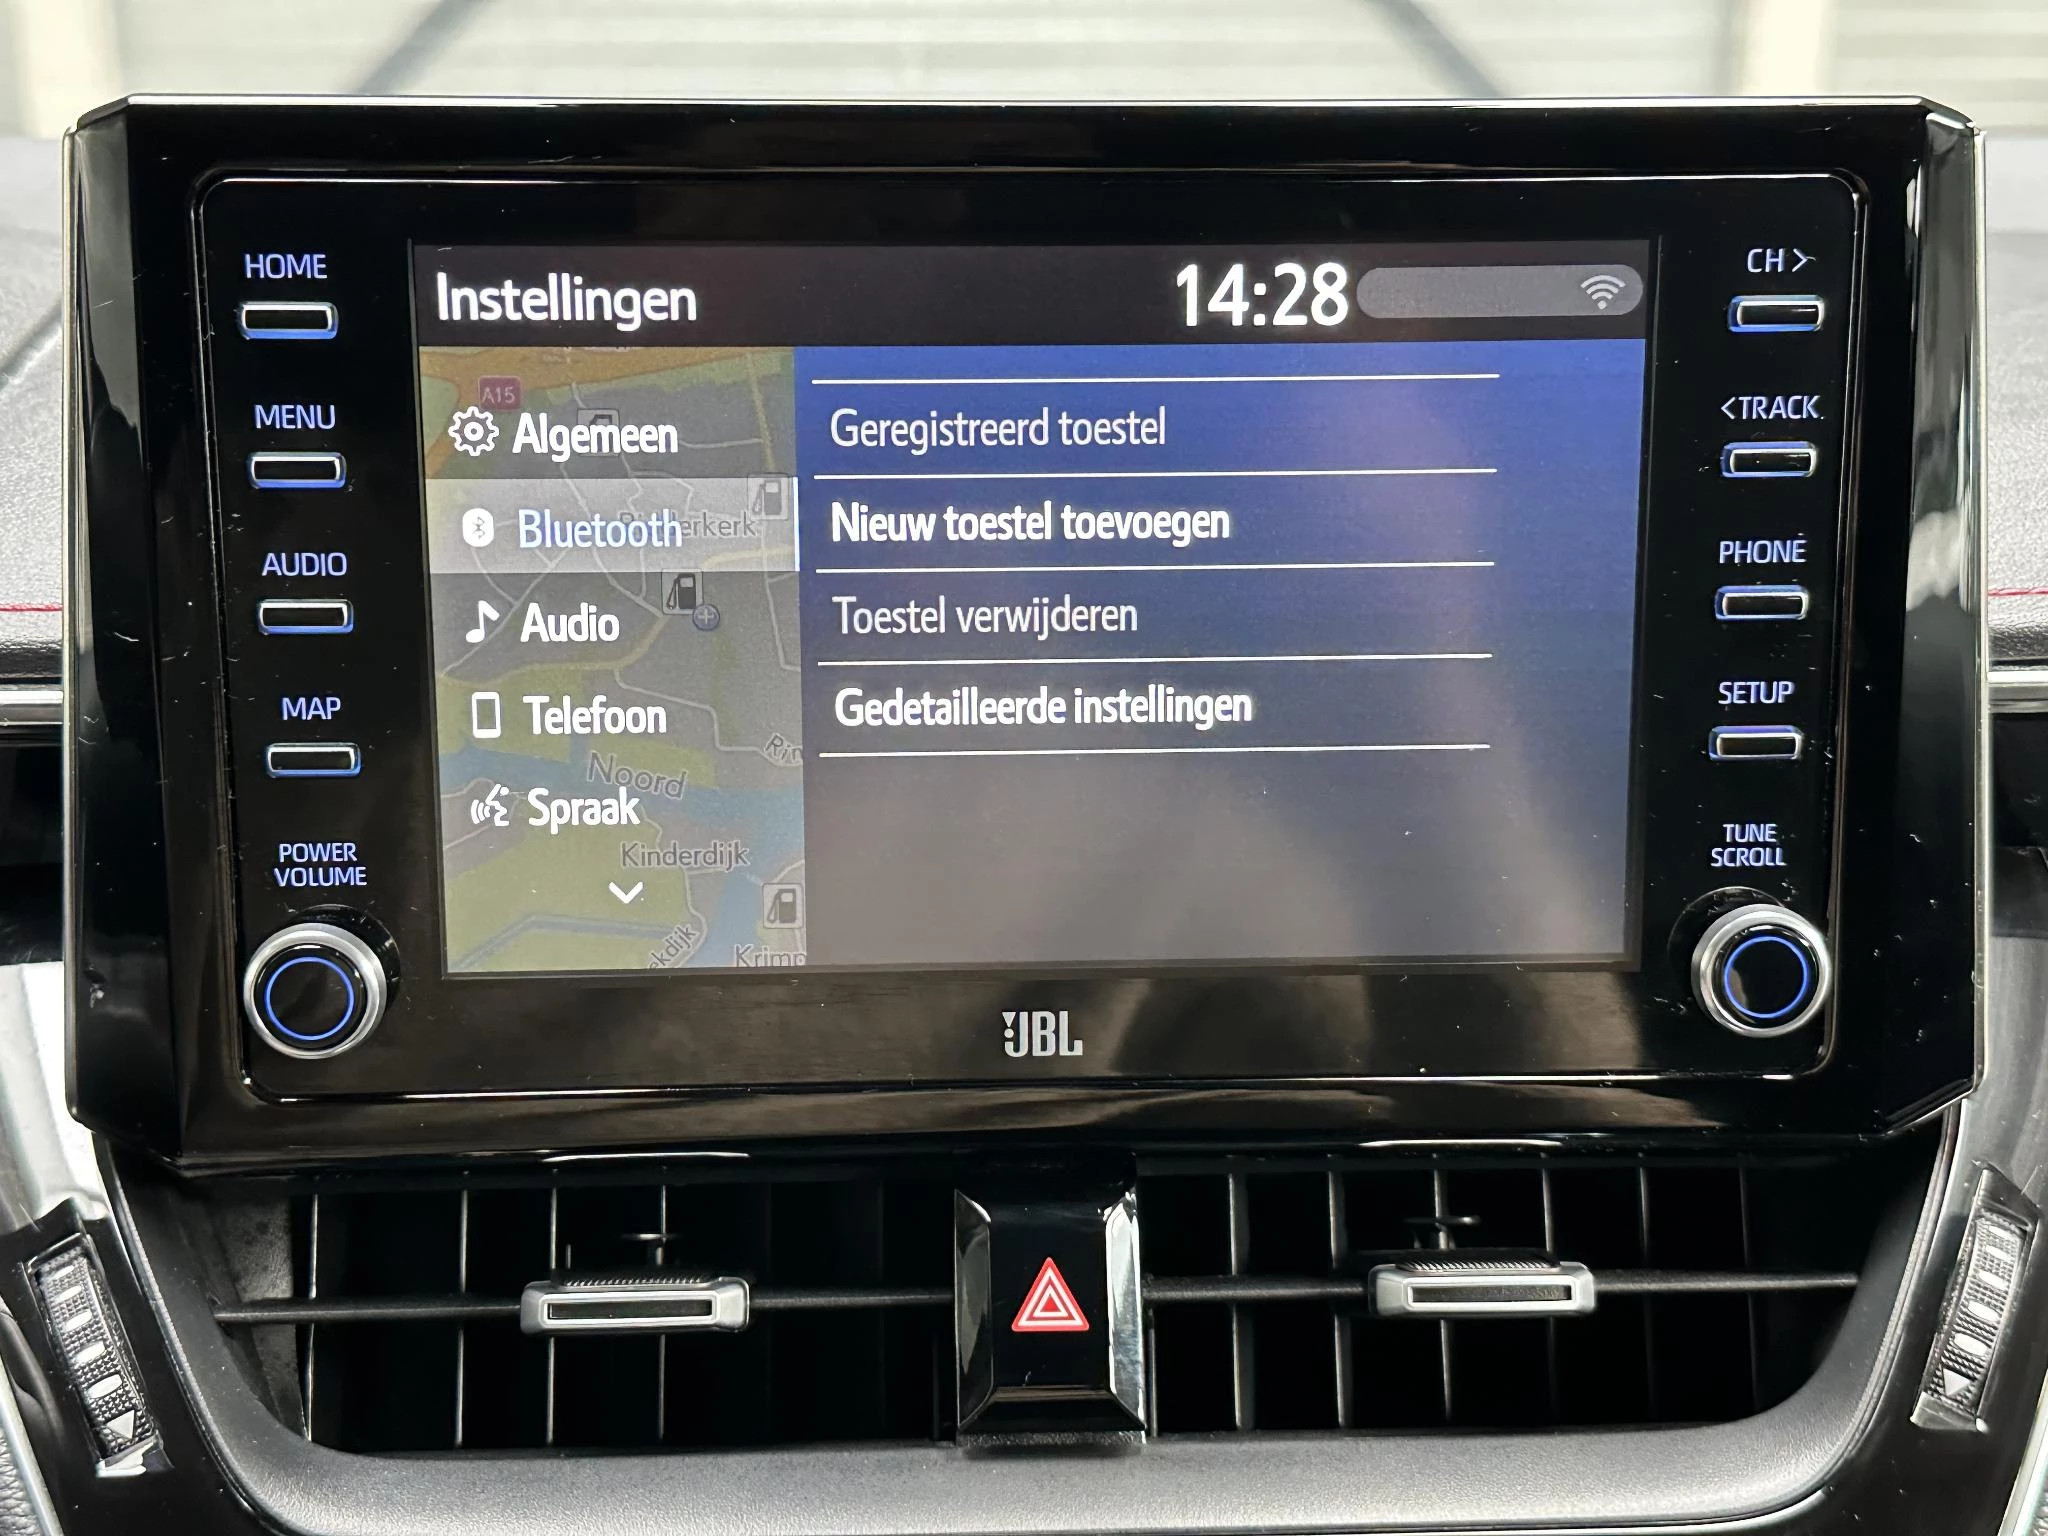 HOME
MENU
AUDIO
MAP
POWER
VOLUME
Instellingen
14:28
A15
Algemeen
Bluetooth
Audio
Telefoon
Noord
Spraak
Kinderdijk
Geregistreerd toestel
Nieuw toestel toevoegen
Toestel verwijderen
Gedetailleerde instellingen
CH >
<TRACK
PHONE
SETUP
TUNE
SCROLL
JBL